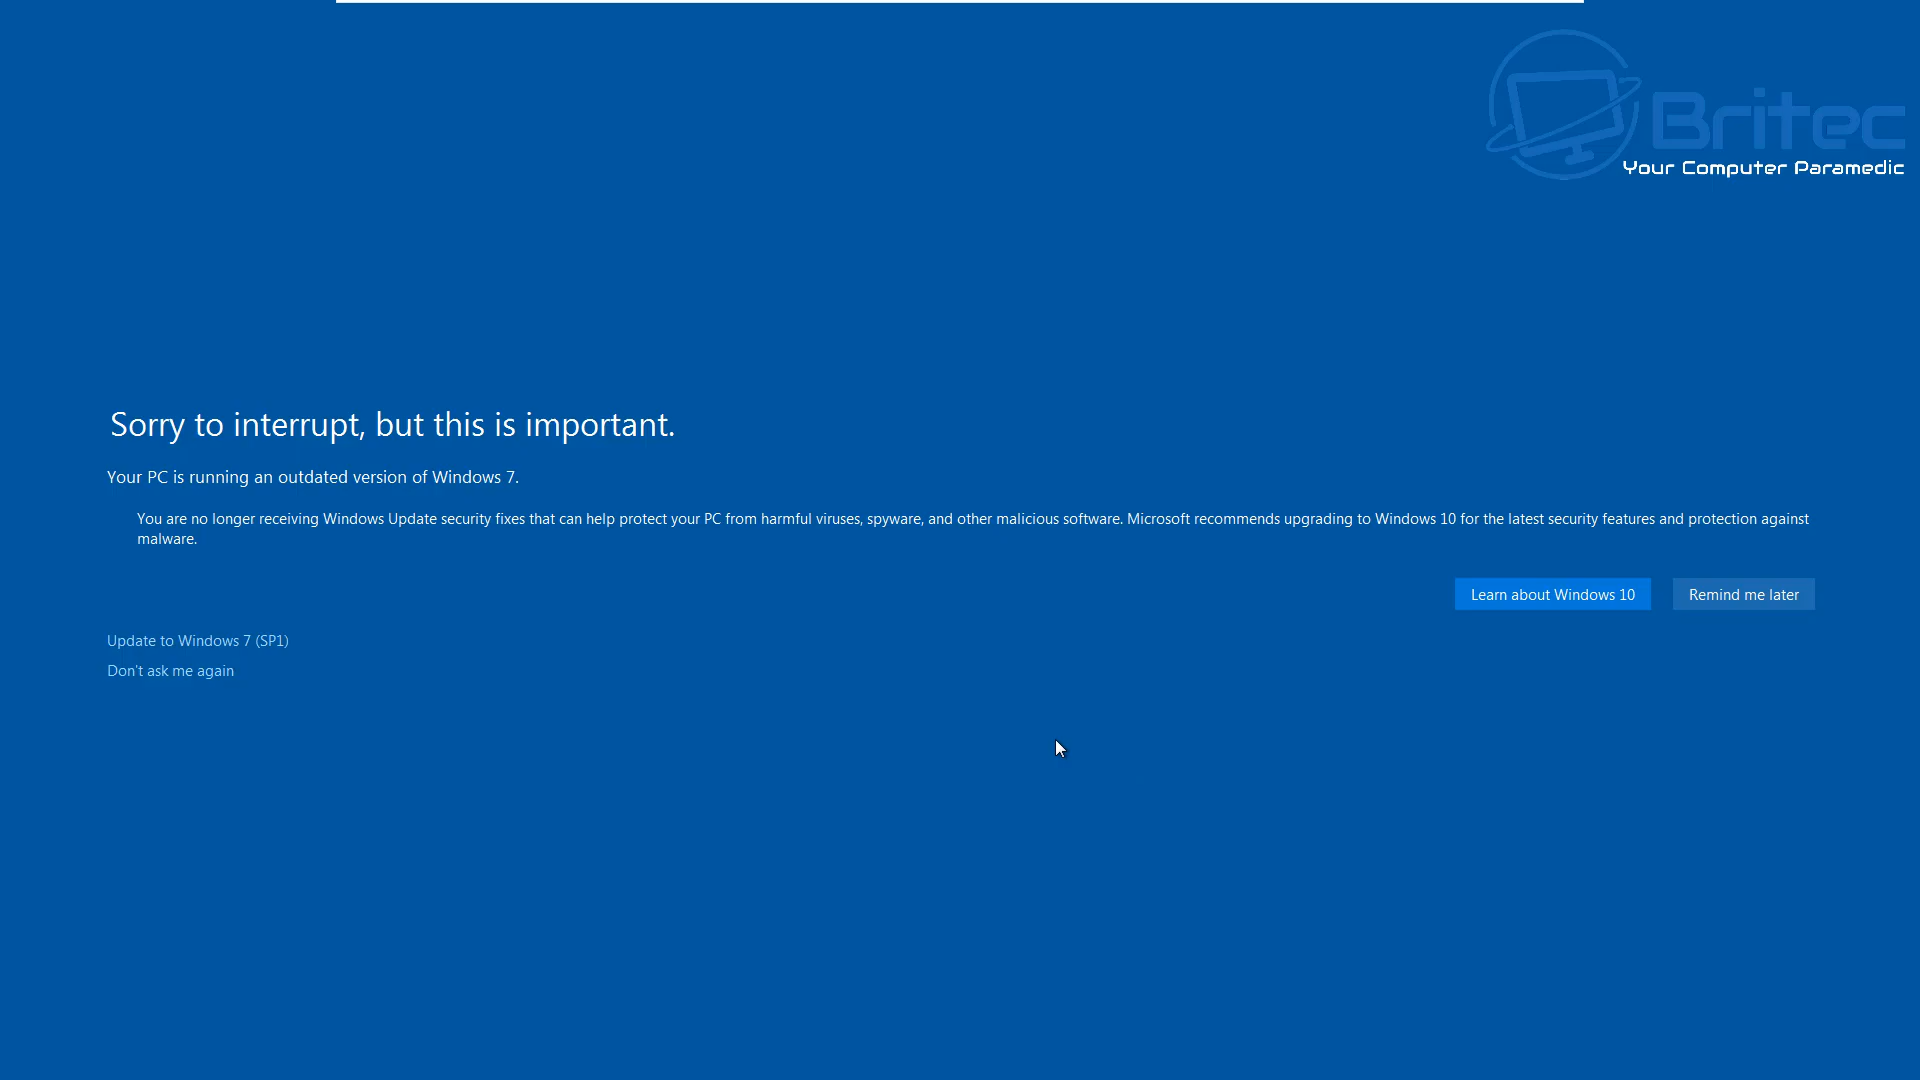 Britec
Your Computer Paramedic
Sorry to interrupt, but this is important.
Your PC is running an outdated version of Windows 7.
You are no longer receiving Windows Update security fixes that can help protect your PC from harmful viruses, spyware, and other malicious software. Microsoft recommends upgrading to Windows 10 for the latest security features and protection against
malware.
Learn about Windows 10 Remind me later
Update to Windows 7 (SP1)
Don't ask me again